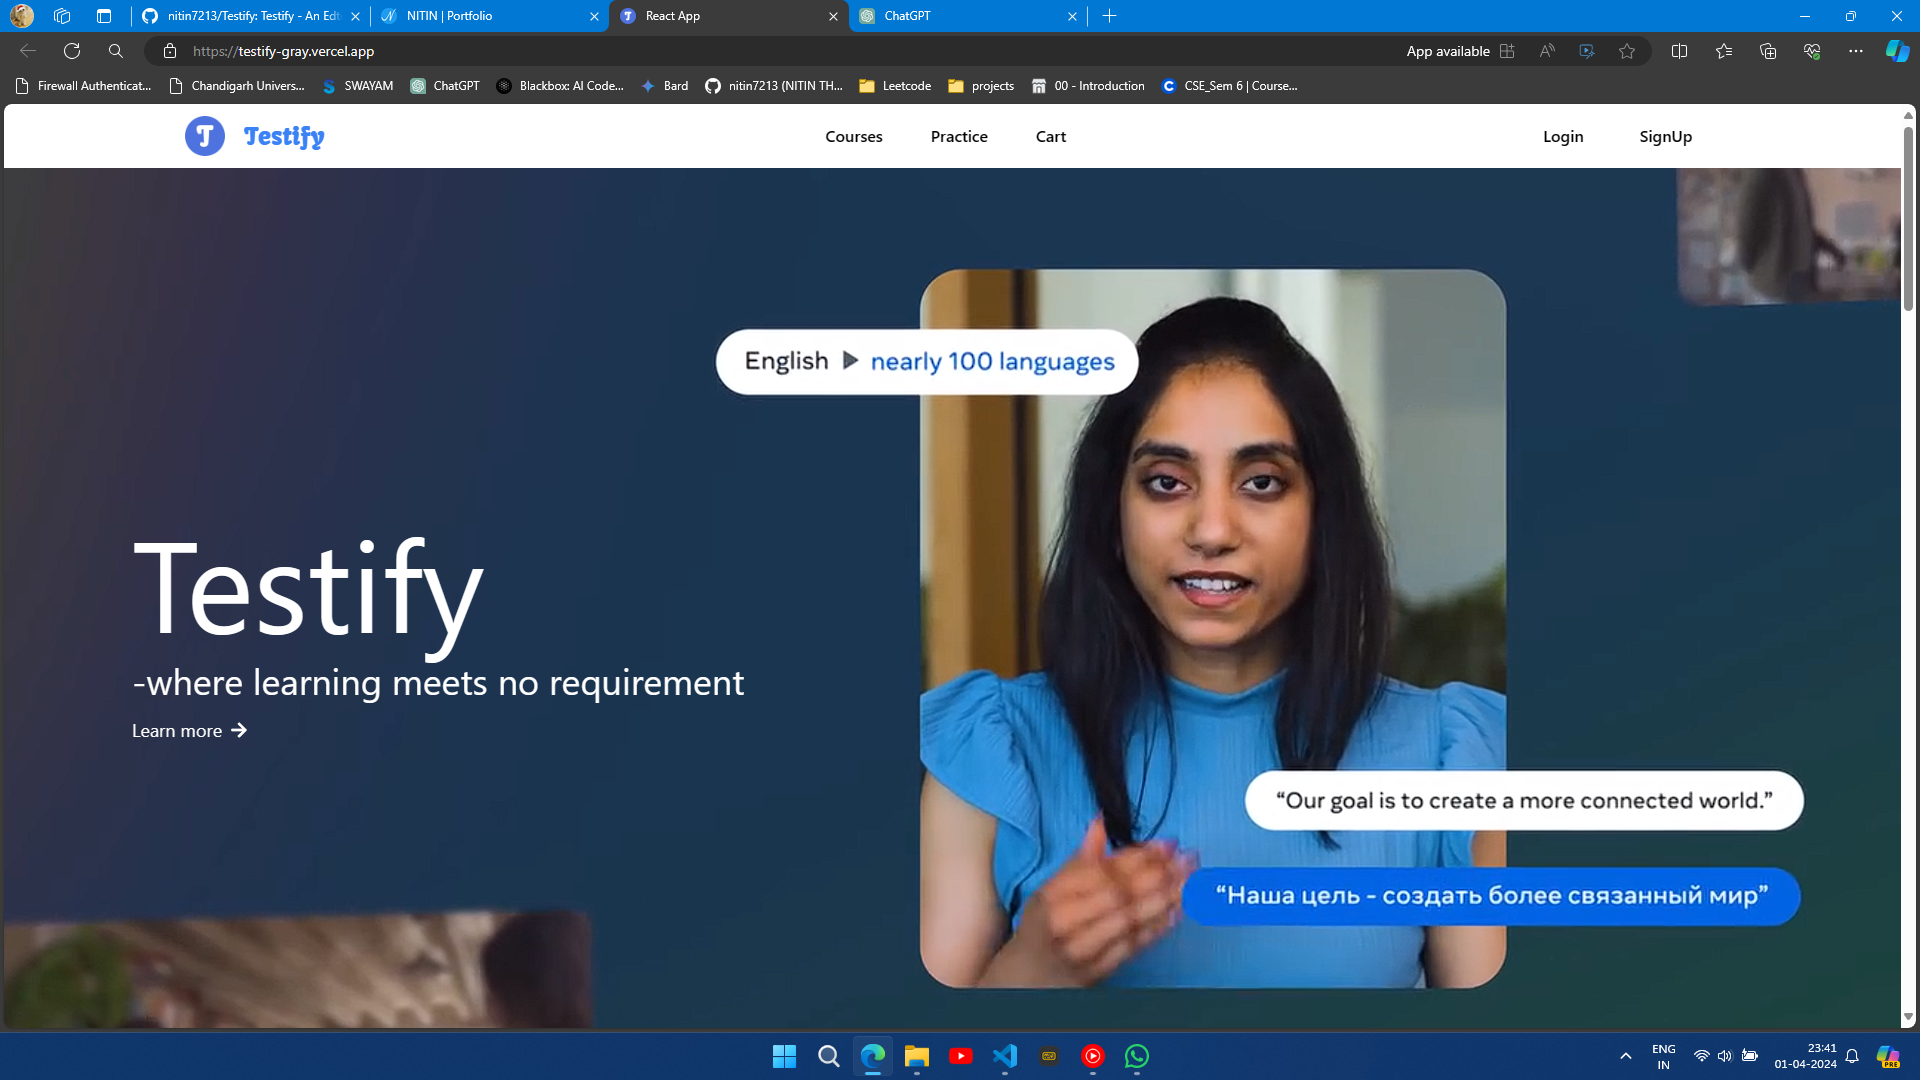 nitin7213/Testify: Testify - An Edt
NITIN | Portfolio
React App
ChatGPT
https://testify-gray.vercel.app
App available
Firewall Authenticat...
Chandigarh Univers...
SWAYAM
ChatGPT
Blackbox: AI Code...
Bard
nitin7213 (NITIN TH...
Leetcode
projects
00 - Introduction
CSE_Sem 6 | Course...
T Testify
Courses
Practice
Cart
Login
SignUp
English ▶ nearly 100 languages
Testify
-where learning meets no requirement
Learn more →
“Our goal is to create a more connected world.”
“Наша цель - создать более связанный мир”
ENG
IN
23:41
01-04-2024
PRE